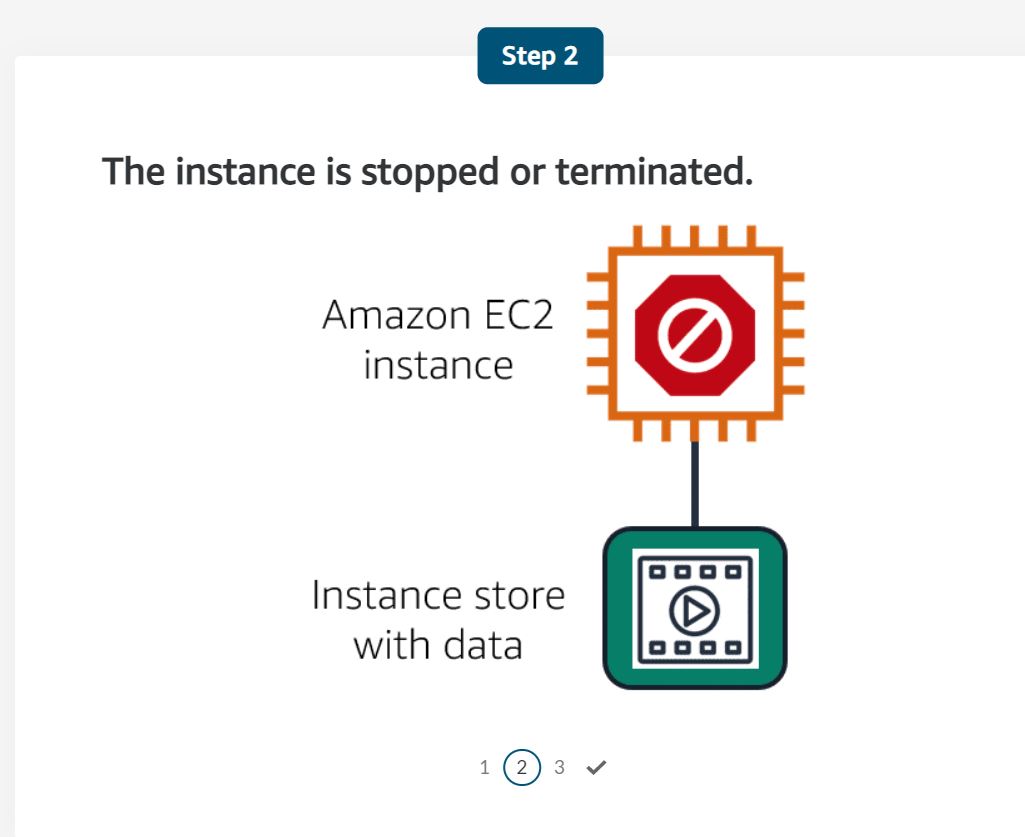 Step 2
The instance is stopped or terminated.
Amazon EC2
instance
Instance store
with data
1 2 3